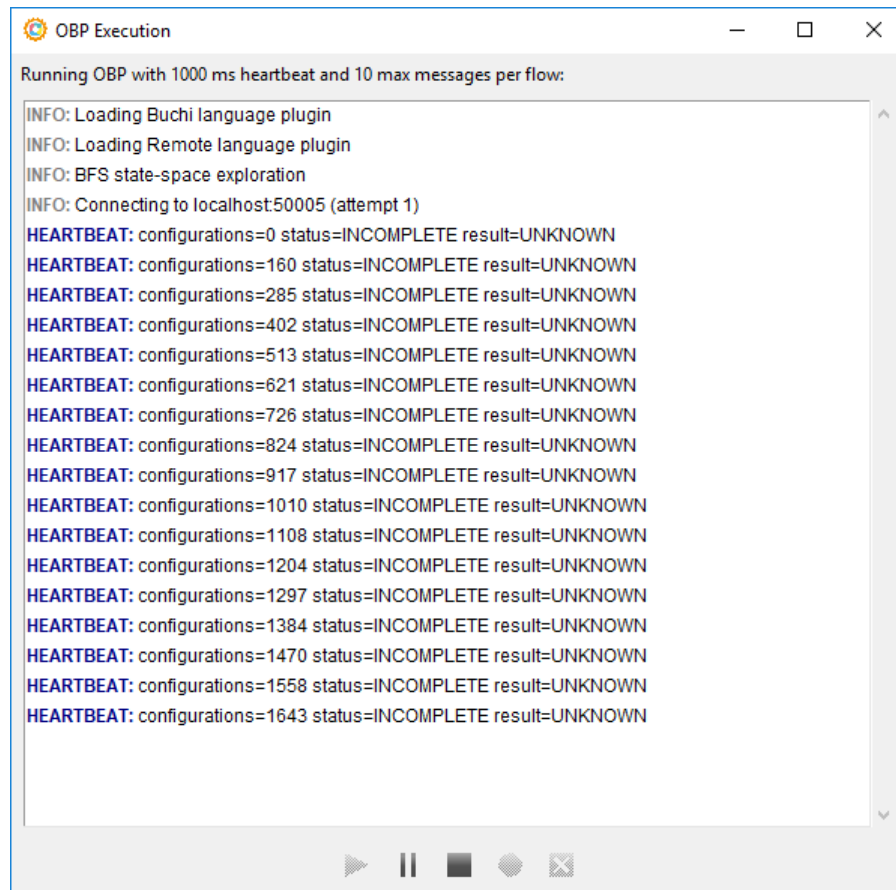 OBP Execution
Running OBP with 1000 ms heartbeat and 10 max messages per flow:
INFO: Loading Buchi language plugin
INFO: Loading Remote language plugin
INFO: BFS state-space exploration
INFO: Connecting to localhost:50005 (attempt 1)
HEARTBEAT: configurations=0 status=INCOMPLETE result=UNKNOWN
HEARTBEAT: configurations=160 status=INCOMPLETE result=UNKNOWN
HEARTBEAT: configurations=285 status=INCOMPLETE result=UNKNOWN
HEARTBEAT: configurations=402 status=INCOMPLETE result=UNKNOWN
HEARTBEAT: configurations=513 status=INCOMPLETE result=UNKNOWN
HEARTBEAT: configurations=621 status=INCOMPLETE result=UNKNOWN
HEARTBEAT: configurations=726 status=INCOMPLETE result=UNKNOWN
HEARTBEAT: configurations=824 status=INCOMPLETE result=UNKNOWN
HEARTBEAT: configurations=917 status=INCOMPLETE result=UNKNOWN
HEARTBEAT: configurations=1010 status=INCOMPLETE result=UNKNOWN
HEARTBEAT: configurations=1108 status=INCOMPLETE result=UNKNOWN
HEARTBEAT: configurations=1204 status=INCOMPLETE result=UNKNOWN
HEARTBEAT: configurations=1297 status=INCOMPLETE result=UNKNOWN
HEARTBEAT: configurations=1384 status=INCOMPLETE result=UNKNOWN
HEARTBEAT: configurations=1470 status=INCOMPLETE result=UNKNOWN
HEARTBEAT: configurations=1558 status=INCOMPLETE result=UNKNOWN
HEARTBEAT: configurations=1643 status=INCOMPLETE result=UNKNOWN